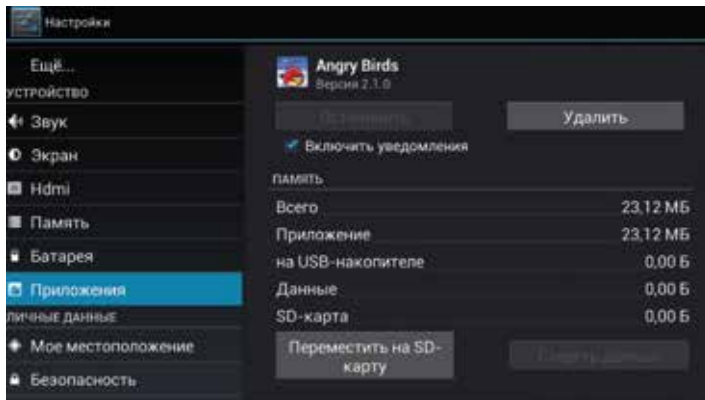 Настройки
Ещё...
УСТРОЙСТВО
Звук
Экран
Hdmi
Память
Батарея
Приложения
ЛИЧНЫЕ ДАННЫЕ
Мое местоположение
Безопасность
Angry Birds
Версия 2.1.0
Остановить
Удалить
Включить уведомления
ПАМЯТЬ
Всего 23,12 МБ
Приложение 23,12 МБ
на USB-накопителе 0,00 Б
Данные 0,00 Б
SD-карта 0,00 Б
Переместить на SD-
карту